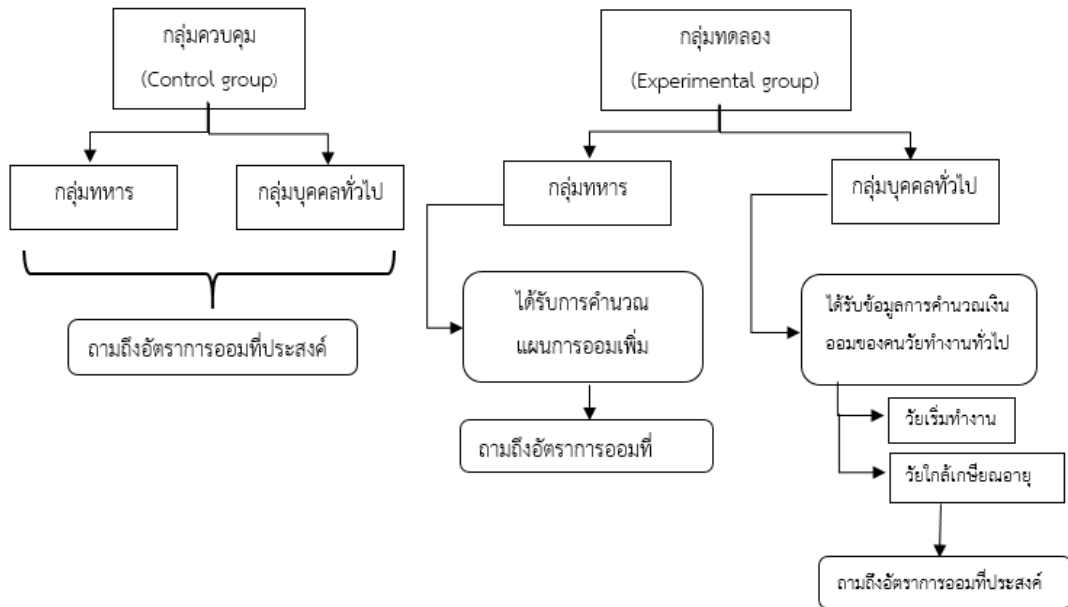 กลุ่มควบคุม
(Control group)
กลุ่มทหาร
กลุ่มบุคคลทั่วไป
ถามถึงอัตราการออมที่ประสงค์
กลุ่มทดลอง
(Experimental group)
กลุ่มทหาร
กลุ่มบุคคลทั่วไป
ได้รับการคำนวณ
แผนการออมเพิ่ม
ถามถึงอัตราการออมที่
ได้รับข้อมูลการคำนวณเงิน
ออมของคนวัยทำงานทั่วไป
วัยเริ่มทำงาน
วัยใกล้เกษียณอายุ
ถามถึงอัตราการออมที่ประสงค์